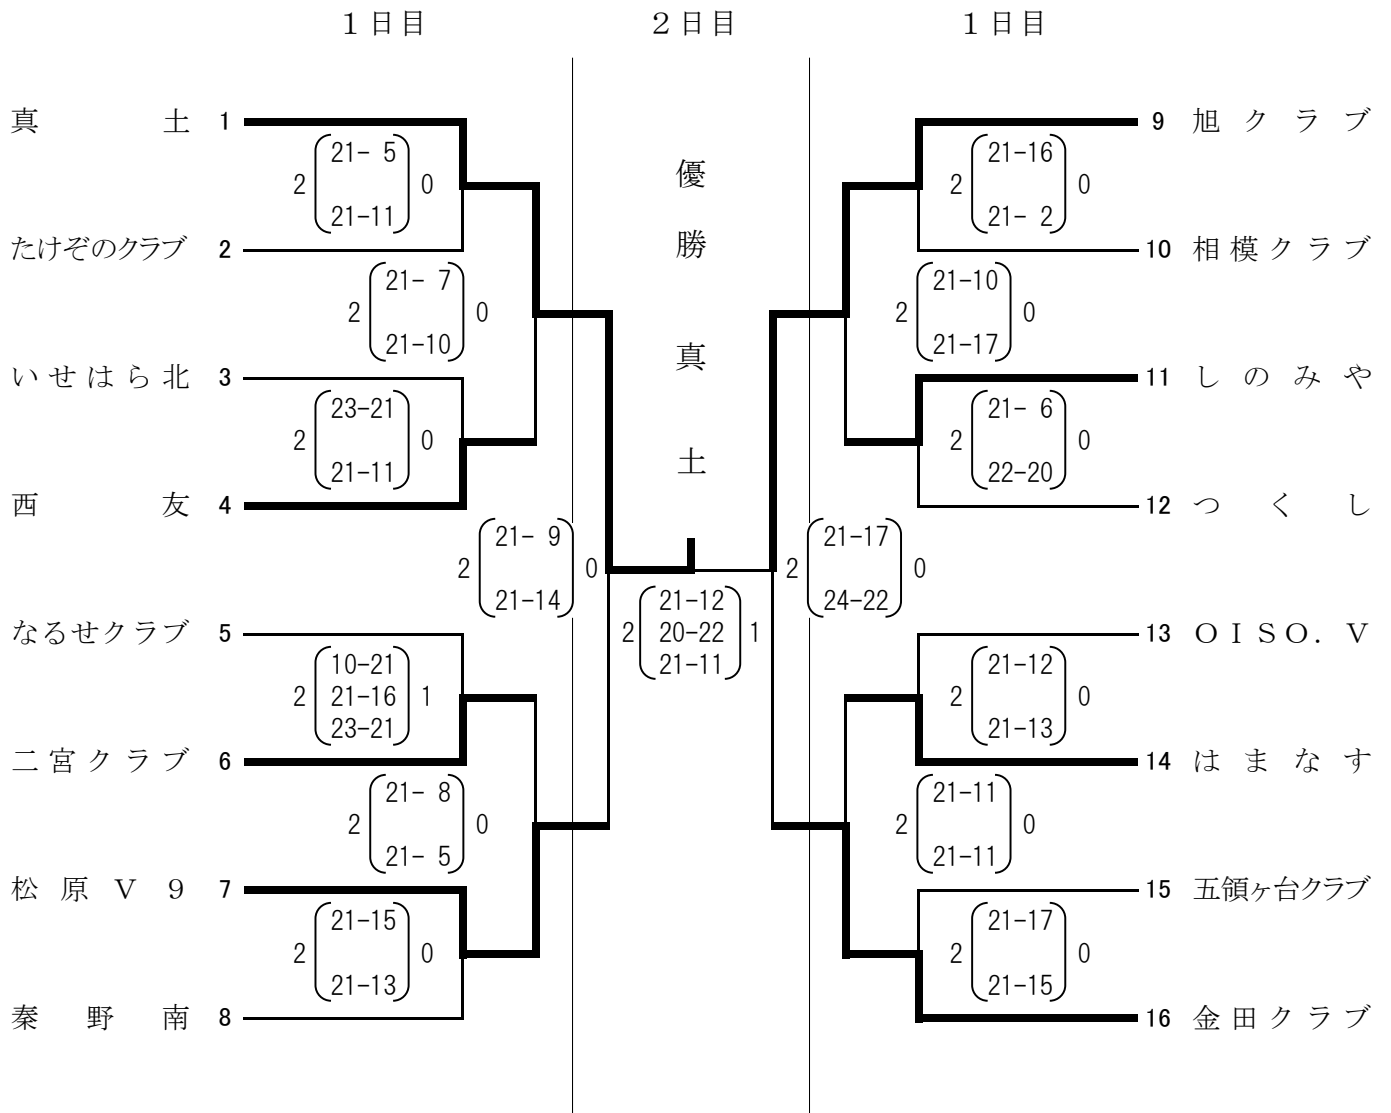 １日目 ２日目 １日目
真土 1 9 旭クラブ
21- 5 21-16
2 0 優 2 0
21-11 21- 2
たけぞのクラブ 2 勝 10 相模クラブ
21- 7 21-10
2 0 2 0
21-10 真 21-17
いせはら北 3 11 しのみや
23-21 21- 6
2 0 2 0
21-11 土 22-20
西友 4 12 つくし
21- 9 21-17
2 0 2 0
21-14 21-12 24-22
なるせクラブ 5 2 20-22 1 13 ＯＩＳＯ．Ｖ
10-21 21-11 21-12
2 21-16 1 2 0
23-21 21-13
二宮クラブ 6 14 はまなす
21- 8 21-11
2 0 2 0
21- 5 21-11
松原Ｖ９ 7 15 五領ヶ台クラブ
21-15 21-17
2 0 2 0
21-13 21-15
秦野南 8 16 金田クラブ